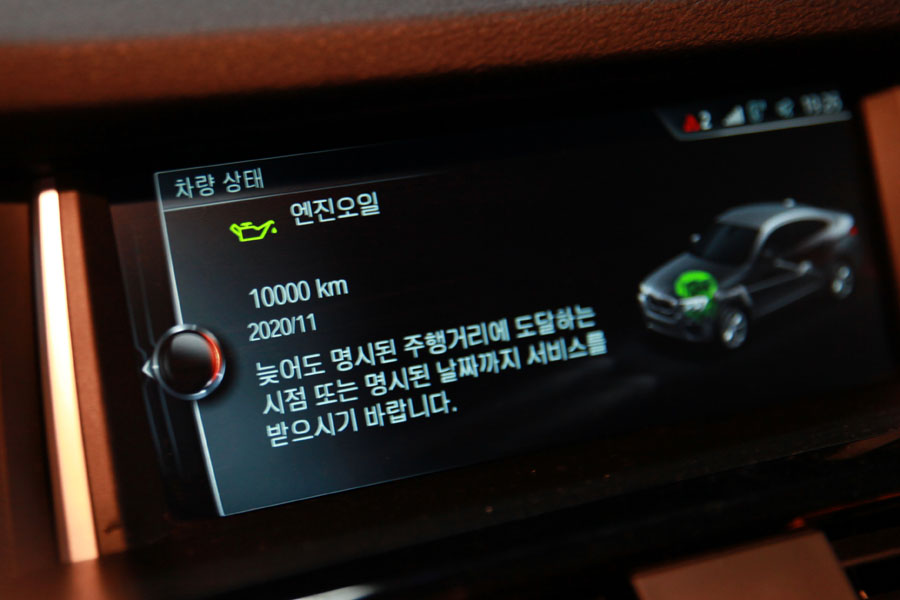 2
차량 상태
엔진오일
10000 km
2020/11
늦어도 명시된 주행거리에 도달하는
시점 또는 명시된 날짜까지 서비스를
받으시기 바랍니다.